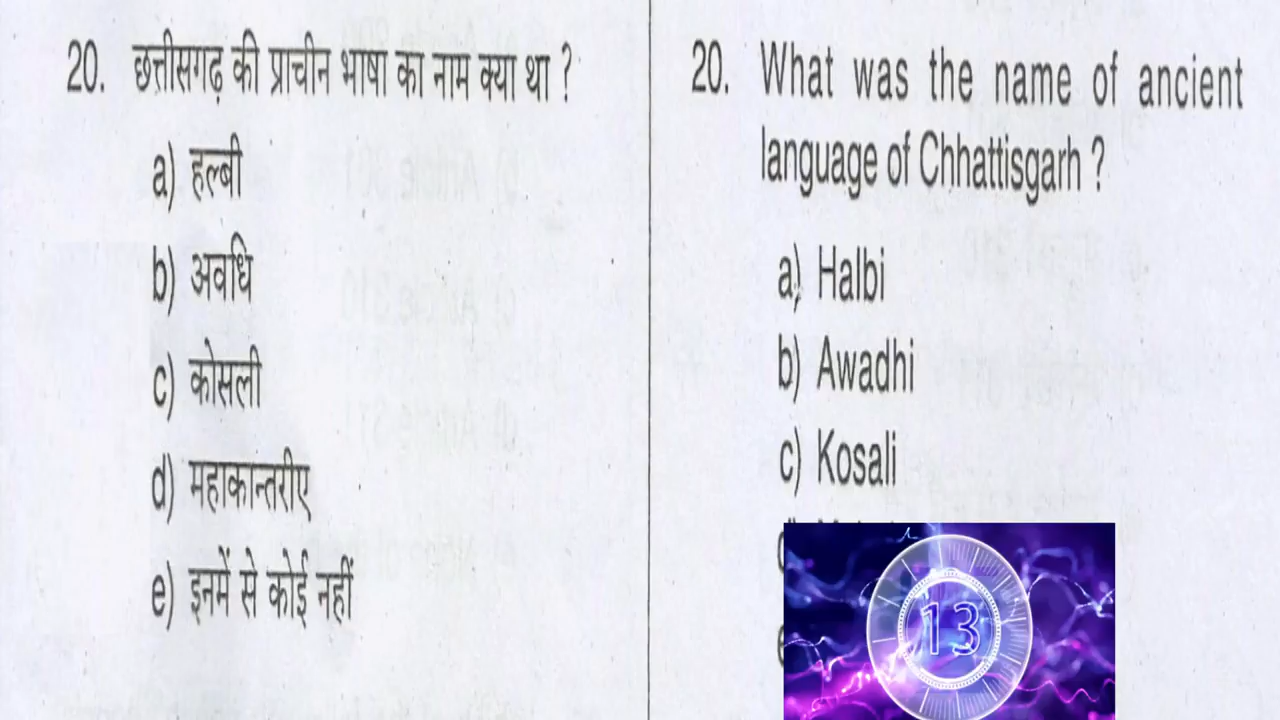 20. छत्तीसगढ़ की प्राचीन भाषा का नाम क्या था ?
a) हल्बी
b) अवधि
c) कोसली
d) महाकान्तरीए
e) इनमें से कोई नहीं
20. What was the name of ancient
language of Chhattisgarh ?
a) Halbi
b) Awadhi
c) Kosali
13